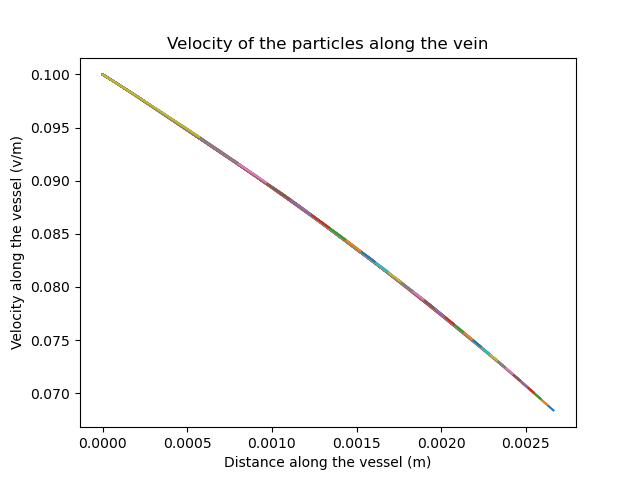 Velocity of the particles along the vein
0.100
0.095
0.090
0.085
0.080
0.075
0.070
Velocity along the vessel (v/m)
0.0000 0.0005 0.0010 0.0015 0.0020 0.0025
Distance along the vessel (m)